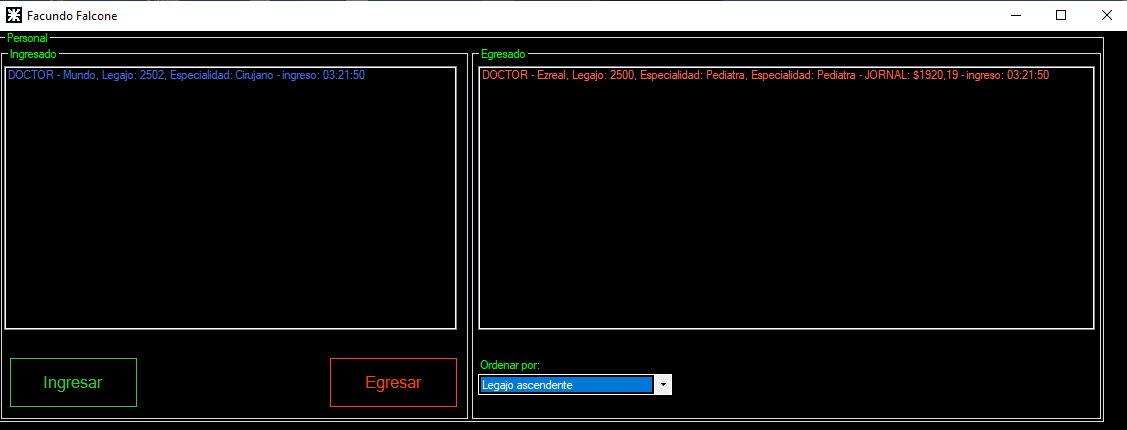 Facundo Falcone
Personal
Ingresado
DOCTOR - Mundo, Legajo: 2502, Especialidad: Cirujano - ingreso: 03:21:50
Ingresar
Egresar
Egresado
DOCTOR - Ezreal, Legajo: 2500, Especialidad: Pediatra, Especialidad: Pediatra - JORNAL: $1920,19 - ingreso: 03:21:50
Ordenar por:
Legajo ascendente